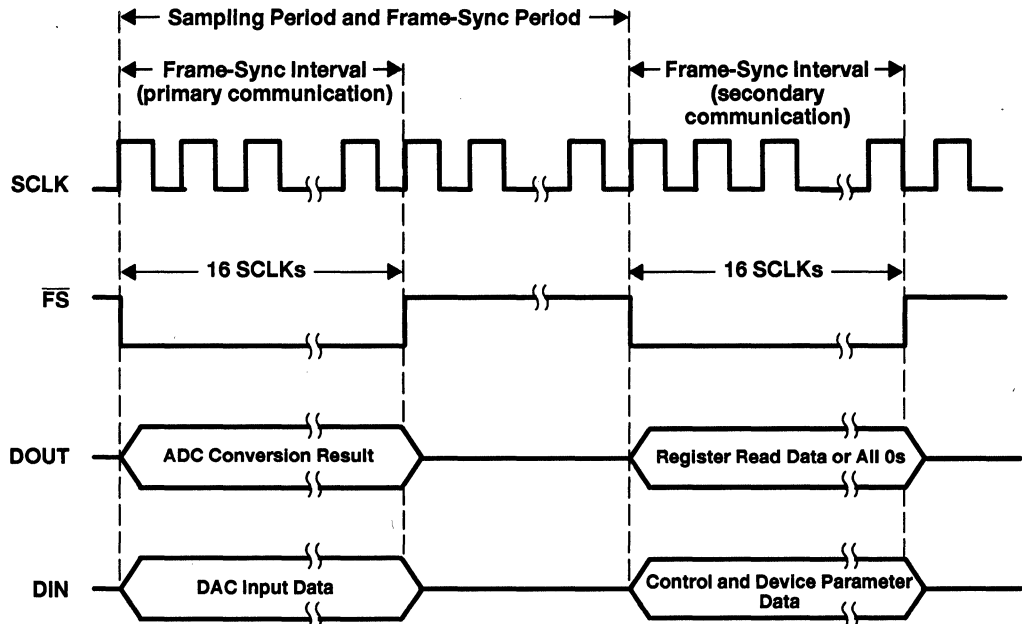 Sampling Period and Frame-Sync Period
Frame-Sync Interval
(primary communication)
Frame-Sync Interval
(secondary
communication)
SCLK
16 SCLKs
16 SCLKs
FS
DOUT
ADC Conversion Result
Register Read Data or All 0s
DIN
DAC Input Data
Control and Device Parameter
Data